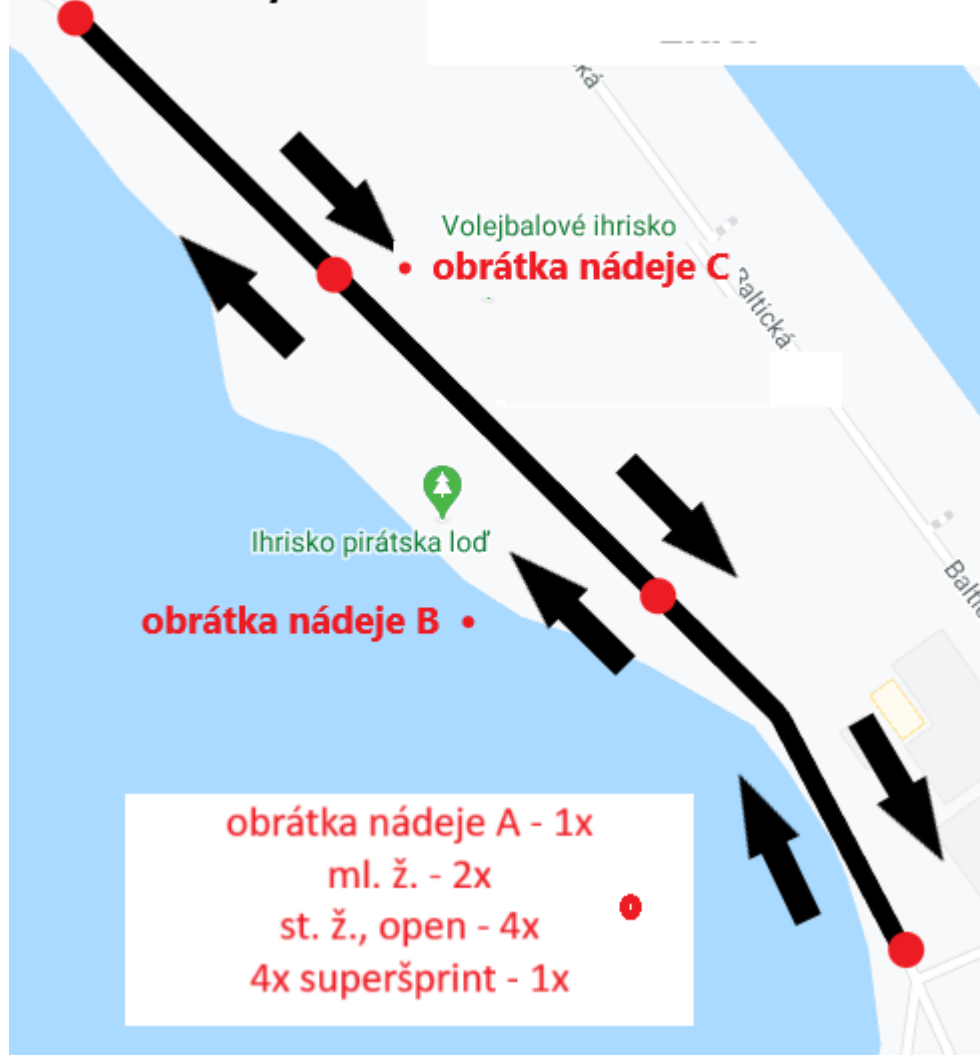 ká
Volejbalové ihrisko
• obrátka nádeje C
Baltická
Ihrisko pirátska loď
obrátka nádeje B •
obrátka nádeje A - 1x
ml. ž. - 2x
st. ž., open - 4x
4x superšprint - 1x